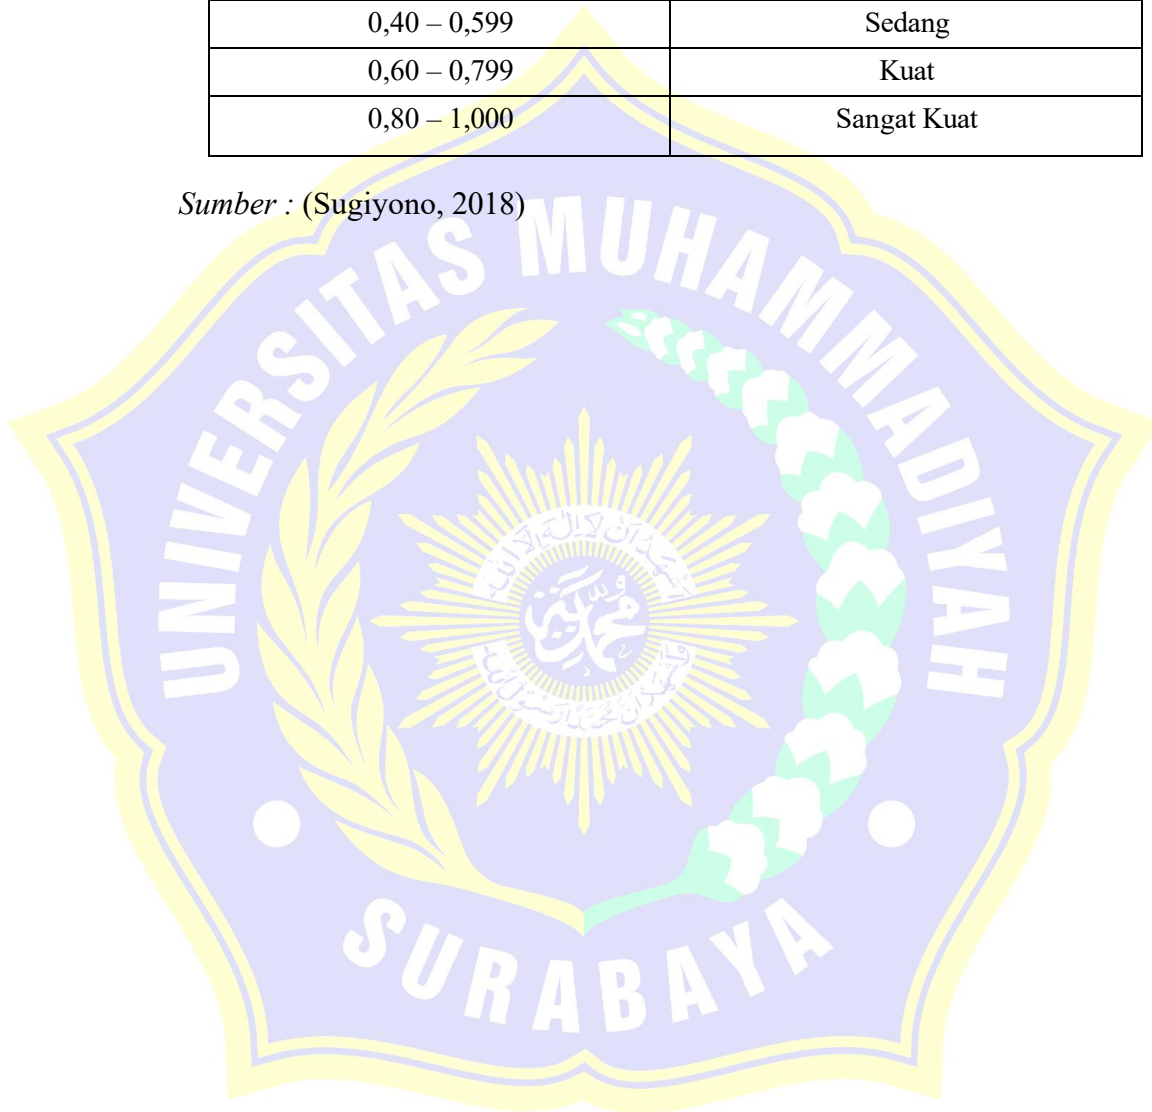 0,40 – 0,599 Sedang
0,60 – 0,799 Kuat
0,80 – 1,000 Sangat Kuat
Sumber : (Sugiyono, 2018)
UNIVERSITAS MUHAMMADIYAH
SURABAYA